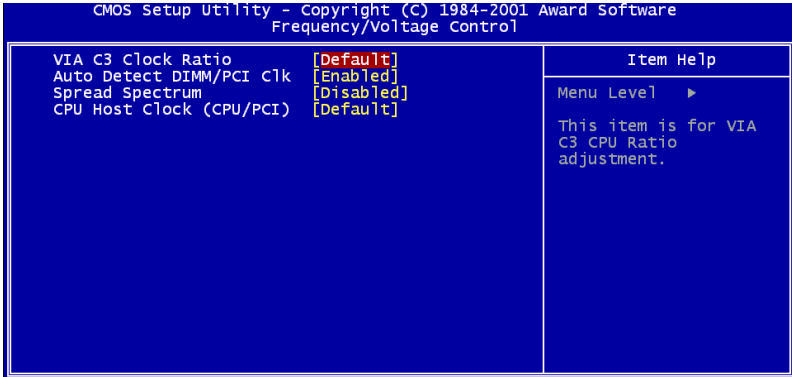 CMOS Setup Utility - Copyright (C) 1984-2001 Award Software
Frequency/Voltage Control
VIA C3 Clock Ratio [Default]
Auto Detect DIMM/PCI Clk [Enabled]
Spread Spectrum [Disabled]
CPU Host Clock (CPU/PCI) [Default]
Item Help
Menu Level ►
This item is for VIA
C3 CPU Ratio
adjustment.